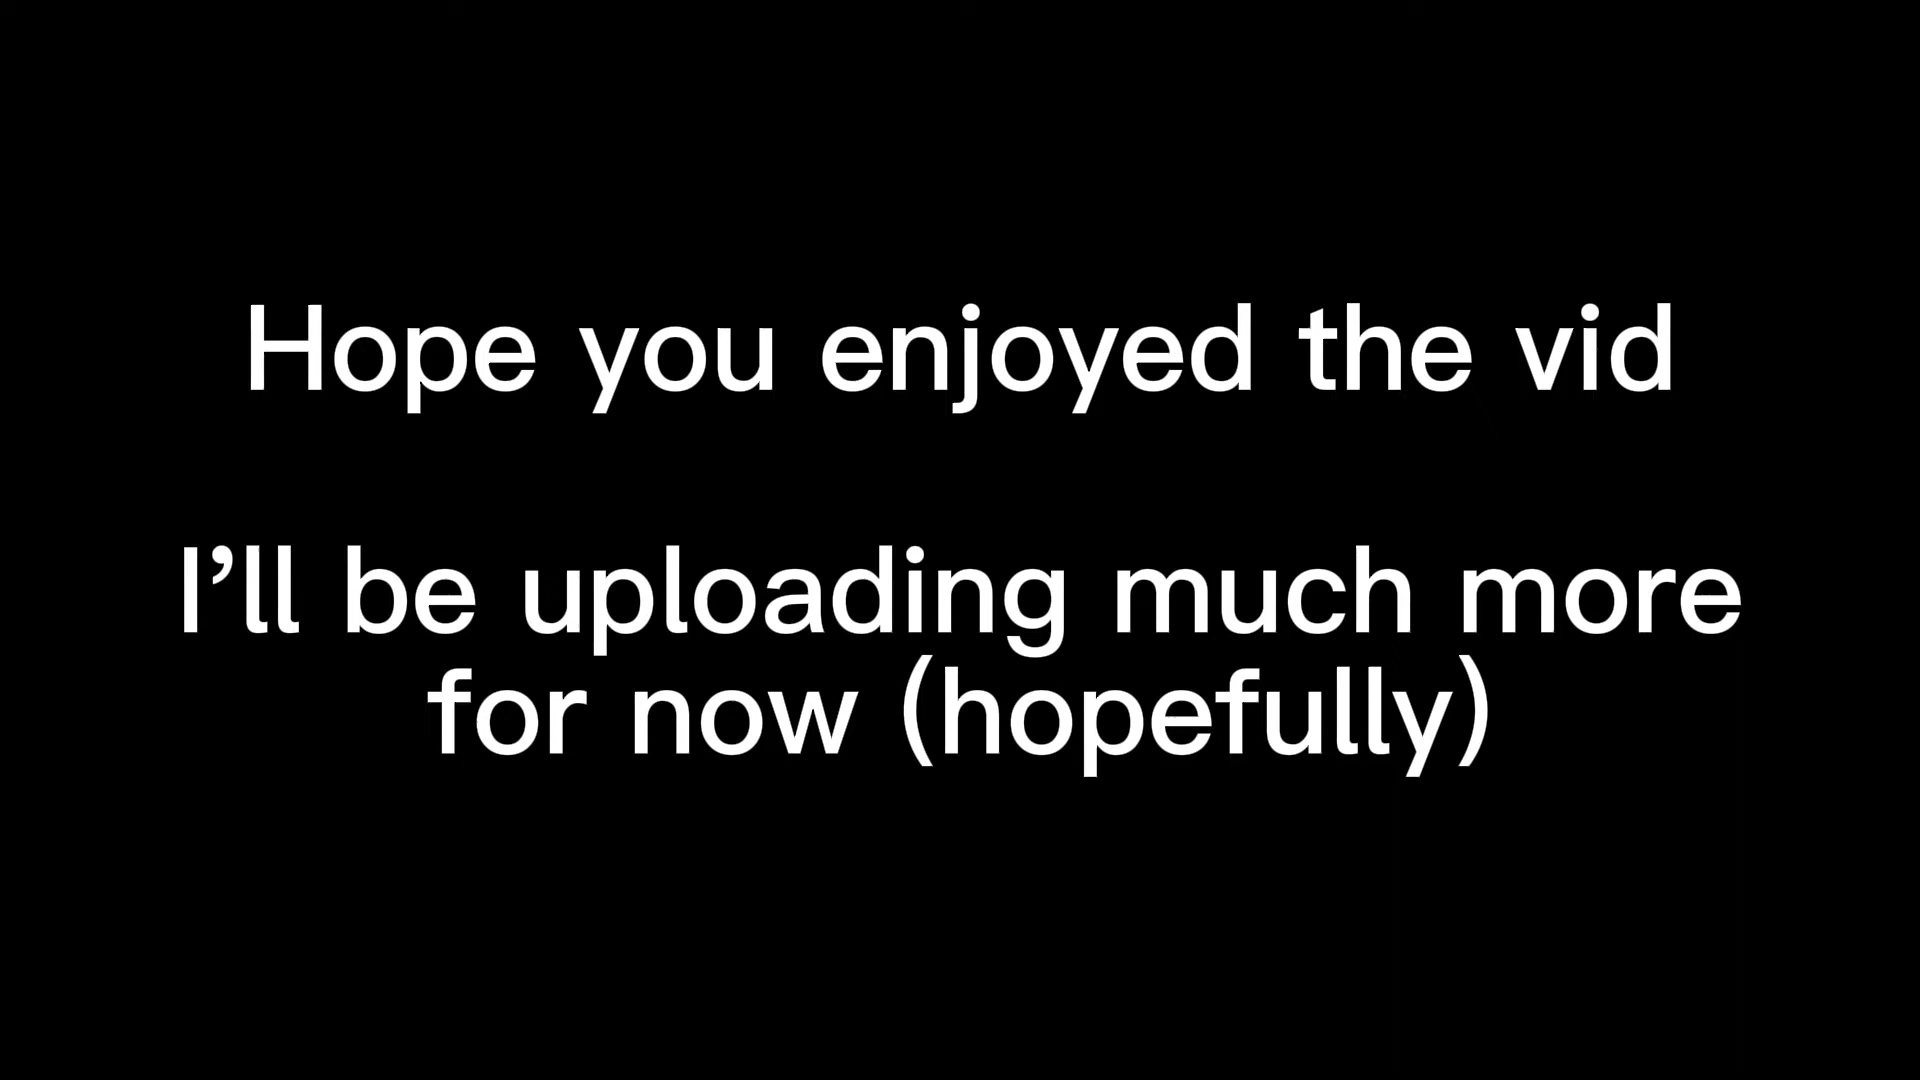 Hope you enjoyed the vid
I’ll be uploading much more
for now (hopefully)